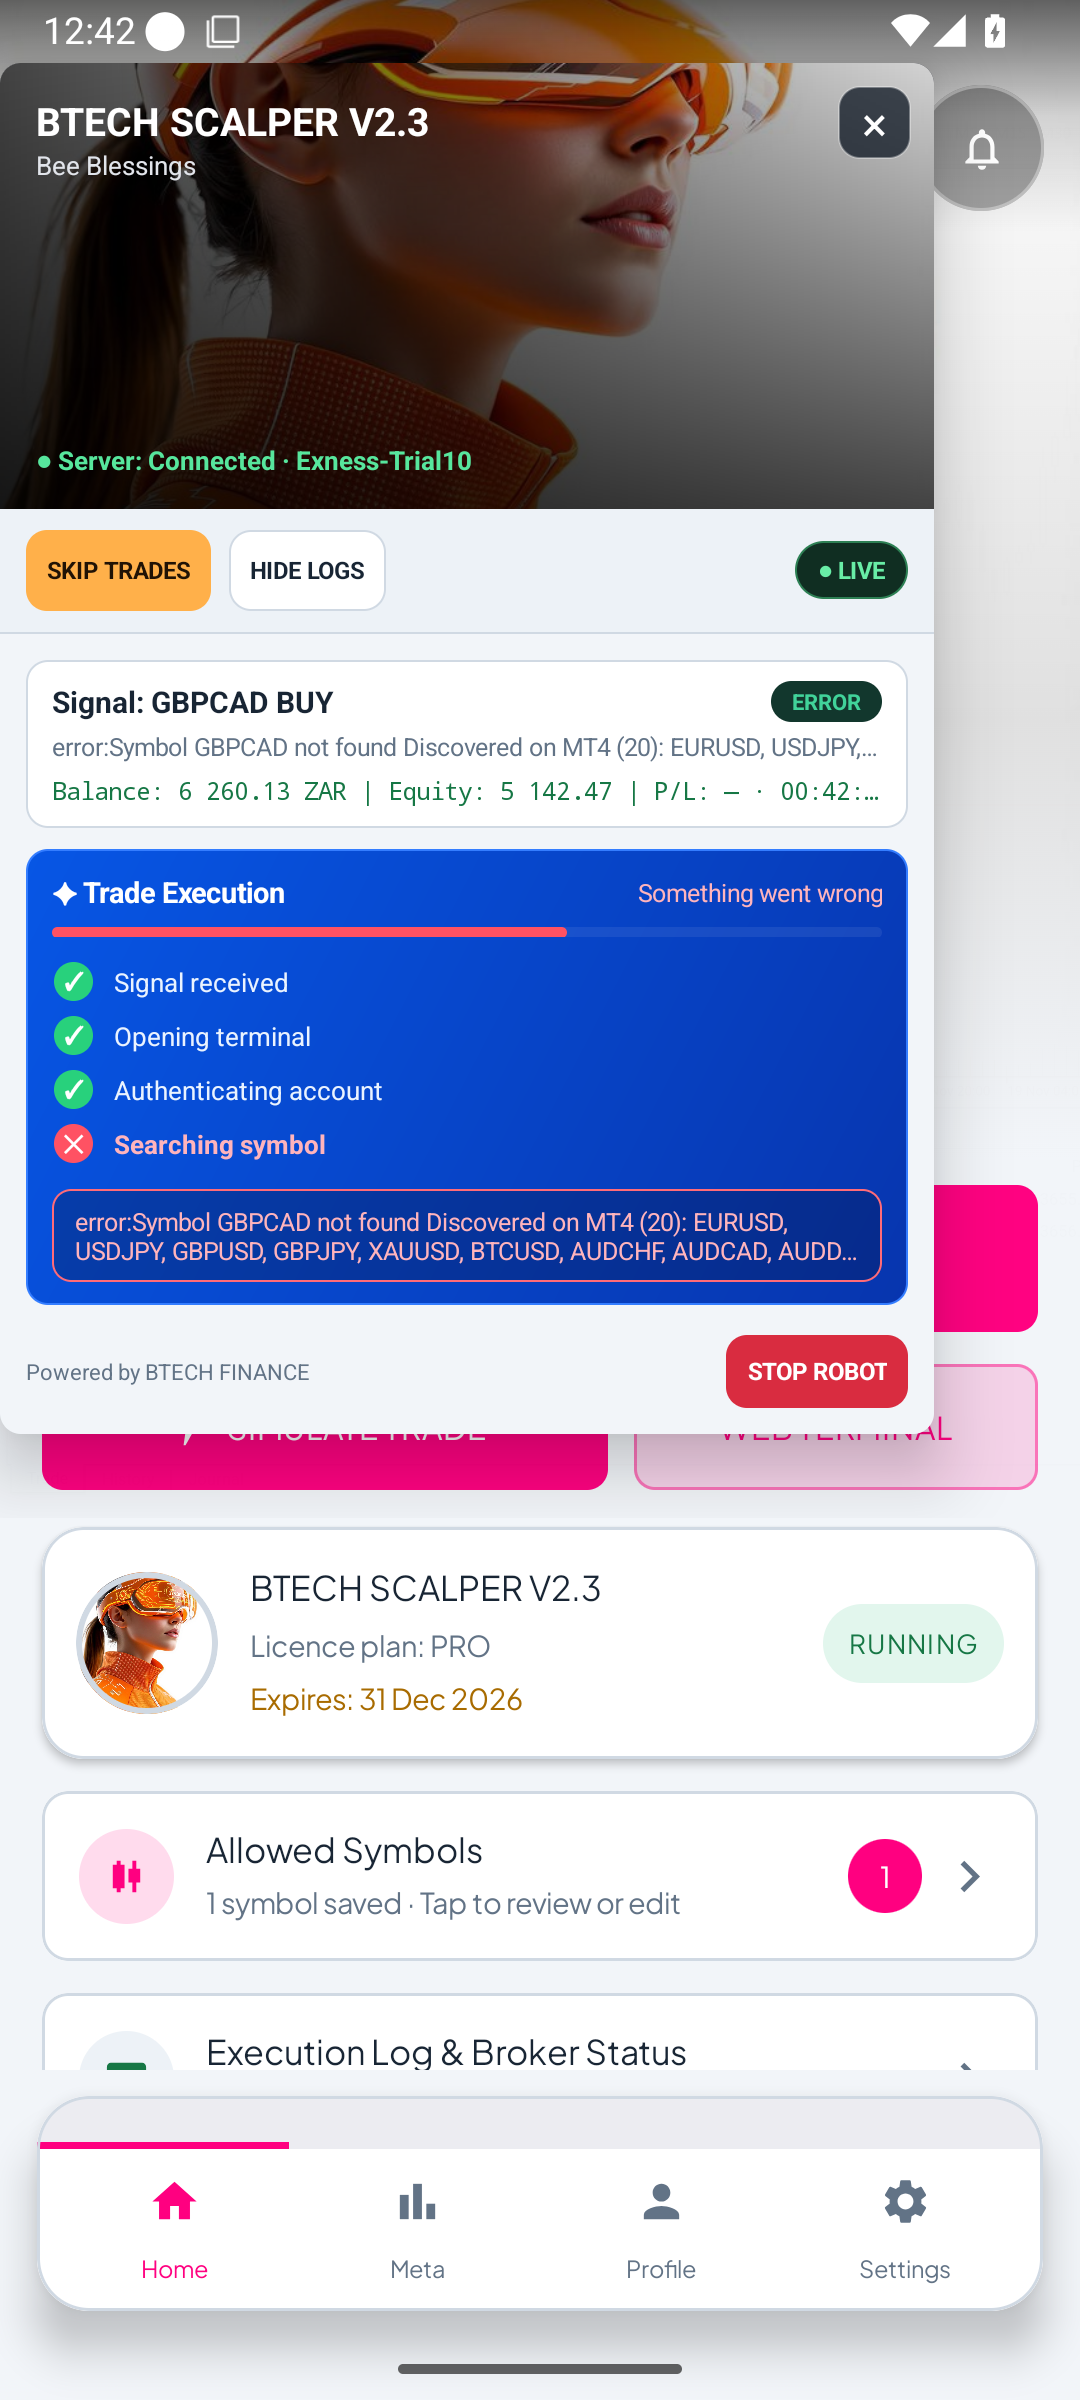 12:42
BTECH SCALPER V2.3
Bee Blessings
Server: Connected · Exness-Trial10
SKIP TRADES
HIDE LOGS
LIVE
Signal: GBPCAD BUY
ERROR
error:Symbol GBPCAD not found Discovered on MT4 (20): EURUSD, USDJPY,...
Balance: 6 260.13 ZAR | Equity: 5 142.47 | P/L: — · 00:42:...
Trade Execution
Something went wrong
Signal received
Opening terminal
Authenticating account
Searching symbol
error:Symbol GBPCAD not found Discovered on MT4 (20): EURUSD,
USDJPY, GBPUSD, GBPJPY, XAUUSD, BTCUSD, AUDCHF, AUDCAD, AUDD...
Powered by BTECH FINANCE
STOP ROBOT
SIMULATE TRADE
WEB TERMINAL
BTECH SCALPER V2.3
Licence plan: PRO
Expires: 31 Dec 2026
RUNNING
Allowed Symbols
1 symbol saved · Tap to review or edit
1
Execution Log & Broker Status
Home
Meta
Profile
Settings